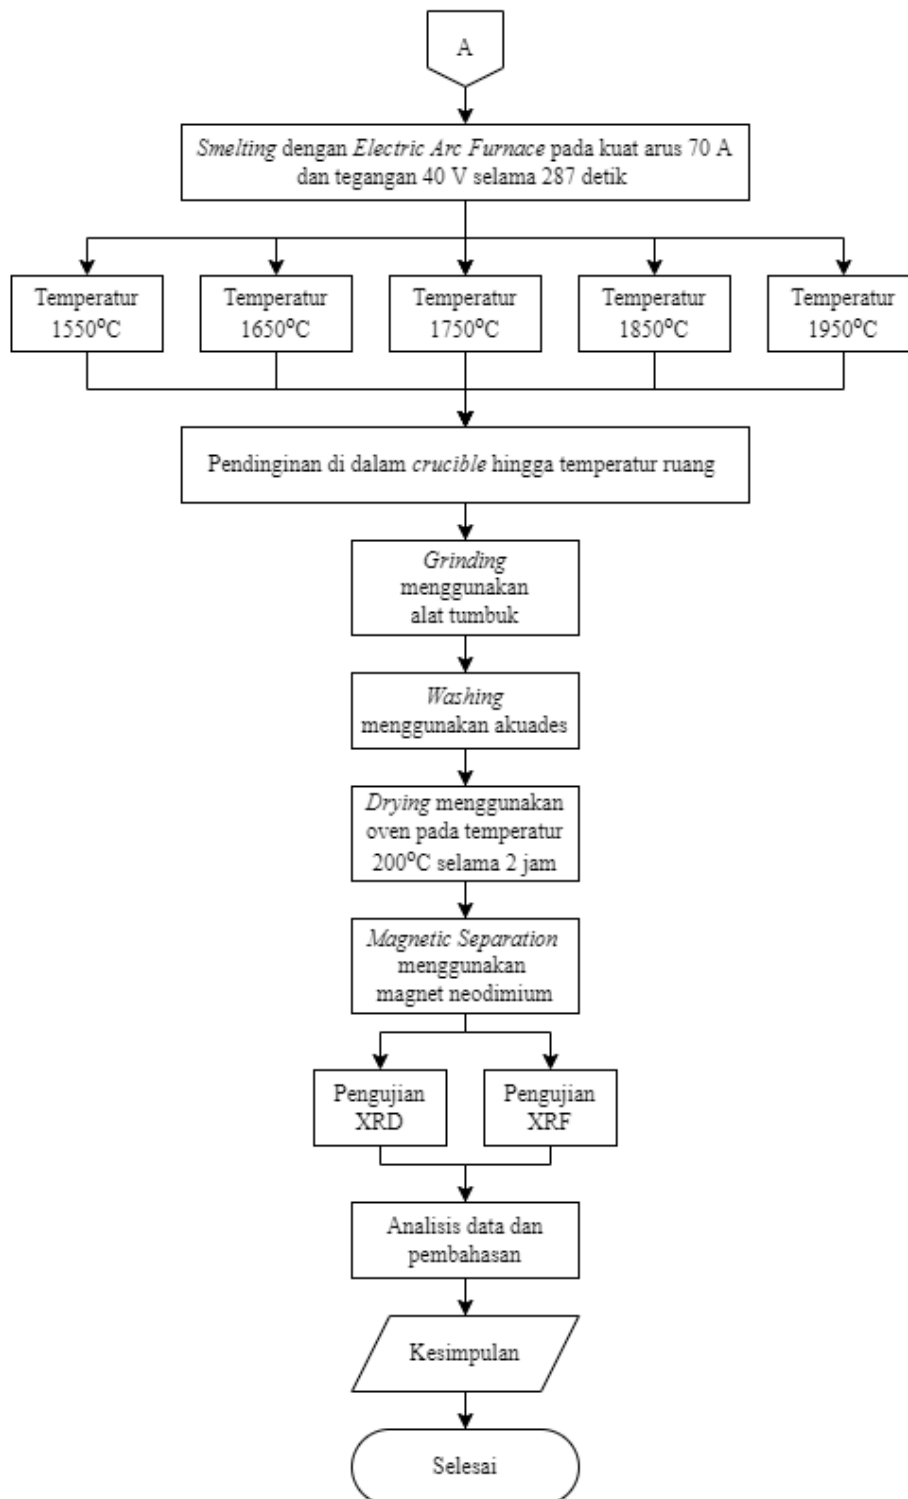 A
Smelting dengan Electric Arc Furnace pada kuat arus 70 A
dan tegangan 40 V selama 287 detik
Temperatur
1550°C
Temperatur
1650°C
Temperatur
1750°C
Temperatur
1850°C
Temperatur
1950°C
Pendinginan di dalam crucible hingga temperatur ruang
Grinding
menggunakan
alat tumbuk
Washing
menggunakan akuades
Drying menggunakan
oven pada temperatur
200°C selama 2 jam
Magnetic Separation
menggunakan
magnet neodimium
Pengujian
XRD
Pengujian
XRF
Analisis data dan
pembahasan
Kesimpulan
Selesai